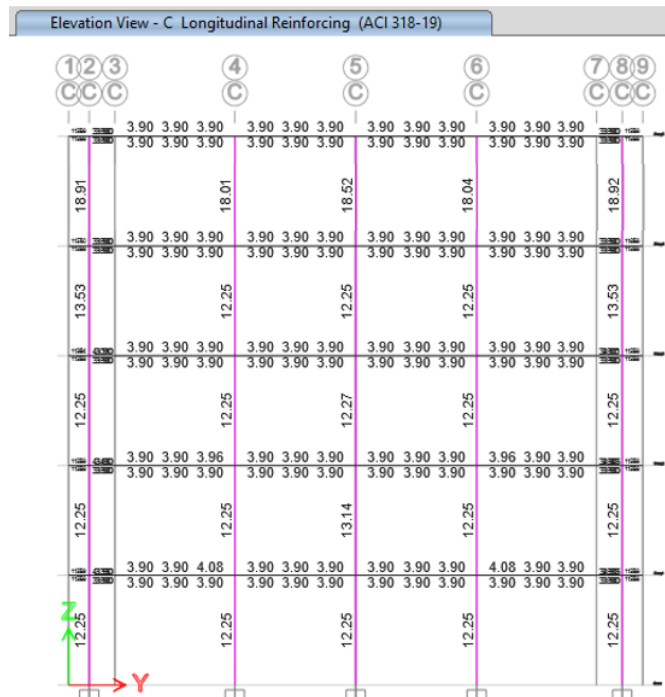 Elevation View - C Longitudinal Reinforcing (ACI 318-19)
1 2 3 4 5 6 7 8 9
C C C C C C C C C
3.90 3.90 3.90 3.90 3.90 3.90 3.90 3.90 3.90 3.90 3.90 3.90
3.90 3.90 3.90 3.90 3.90 3.90 3.90 3.90 3.90 3.90 3.90 3.90
18.91 18.01 18.52 18.04 18.92
3.90 3.90 3.90 3.90 3.90 3.90 3.90 3.90 3.90 3.90 3.90 3.90
3.90 3.90 3.90 3.90 3.90 3.90 3.90 3.90 3.90 3.90 3.90 3.90
13.53 12.25 12.25 12.25 13.53
3.90 3.90 3.90 3.90 3.90 3.90 3.90 3.90 3.90 3.90 3.90 3.90
3.90 3.90 3.90 3.90 3.90 3.90 3.90 3.90 3.90 3.90 3.90 3.90
12.25 12.25 12.27 12.25 12.25
3.90 3.90 3.96 3.90 3.90 3.90 3.90 3.90 3.90 3.96 3.90 3.90
3.90 3.90 3.90 3.90 3.90 3.90 3.90 3.90 3.90 3.90 3.90 3.90
12.25 12.25 13.14 12.25 12.25
3.90 3.90 4.08 3.90 3.90 3.90 3.90 3.90 3.90 4.08 3.90 3.90
3.90 3.90 3.90 3.90 3.90 3.90 3.90 3.90 3.90 3.90 3.90 3.90
12.25 12.25 12.25 12.25 12.25
Z
Y